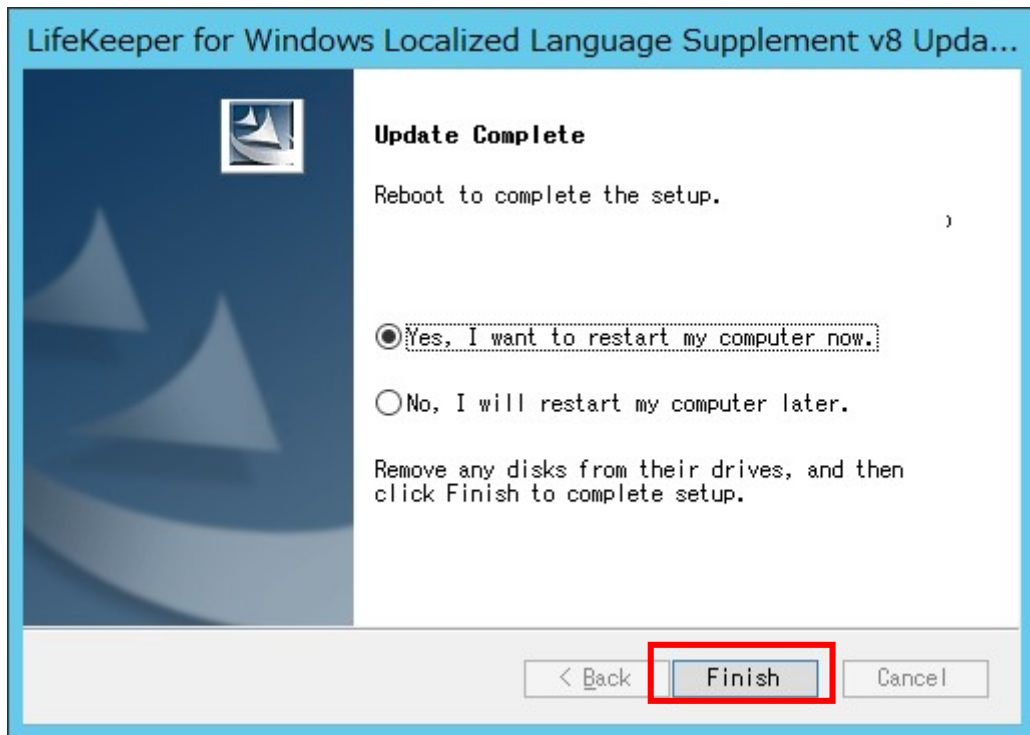 LifeKeeper for Windows Localized Language Supplement v8 Upda...
Update Complete
Reboot to complete the setup.
)
Yes, I want to restart my computer now.
No, I will restart my computer later.
Remove any disks from their drives, and then
click Finish to complete setup.
< Back
Finish
Cancel